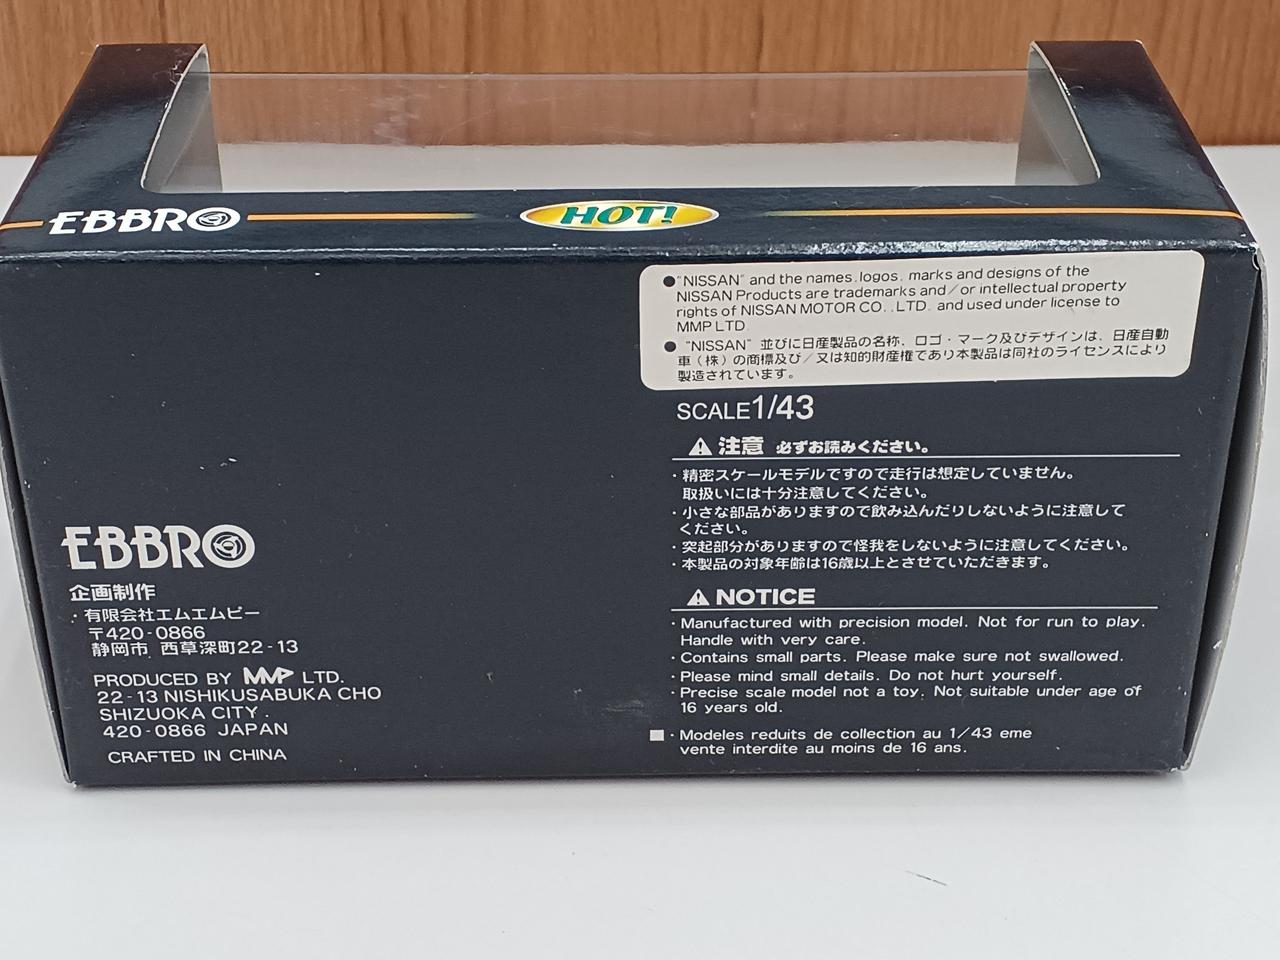 EBBRO
HOT!
●"NISSAN" and the names, logos, marks and designs of the
NISSAN Products are trademarks and/or intellectual property
rights of NISSAN MOTOR CO.,LTD. and used under license to
MMP LTD.
●"NISSAN" 並びに日産製品の名称、ロゴ・マーク及びデザインは、日産自動
車(株)の商標及び/又は知的財産権であり本製品は同社のライセンスにより
製造されています。
SCALE1/43
注意 必ずお読みください。
・精密スケールモデルですので走行は想定していません。
取扱いには十分注意してください。
・小さな部品がありますので飲み込んだりしないように注意して
ください。
・突起部分がありますので怪我をしないように注意してください。
・本製品の対象年齢は16歳以上とさせていただきます。
NOTICE
・Manufactured with precision model. Not for run to play.
Handle with very care.
・Contains small parts. Please make sure not swallowed.
・Please mind small details. Do not hurt yourself.
・Precise scale model not a toy. Not suitable under age of
16 years old.
■・Modeles reduits de collection au 1/43 eme
vente interdite au moins de 16 ans.
EBBRO
企画制作
・有限会社エムエムピー
〒420-0866
静岡市 西草深町22-13
PRODUCED BY MMP LTD.
22-13 NISHIKUSABUKA CHO
SHIZUOKA CITY.
420-0866 JAPAN
CRAFTED IN CHINA